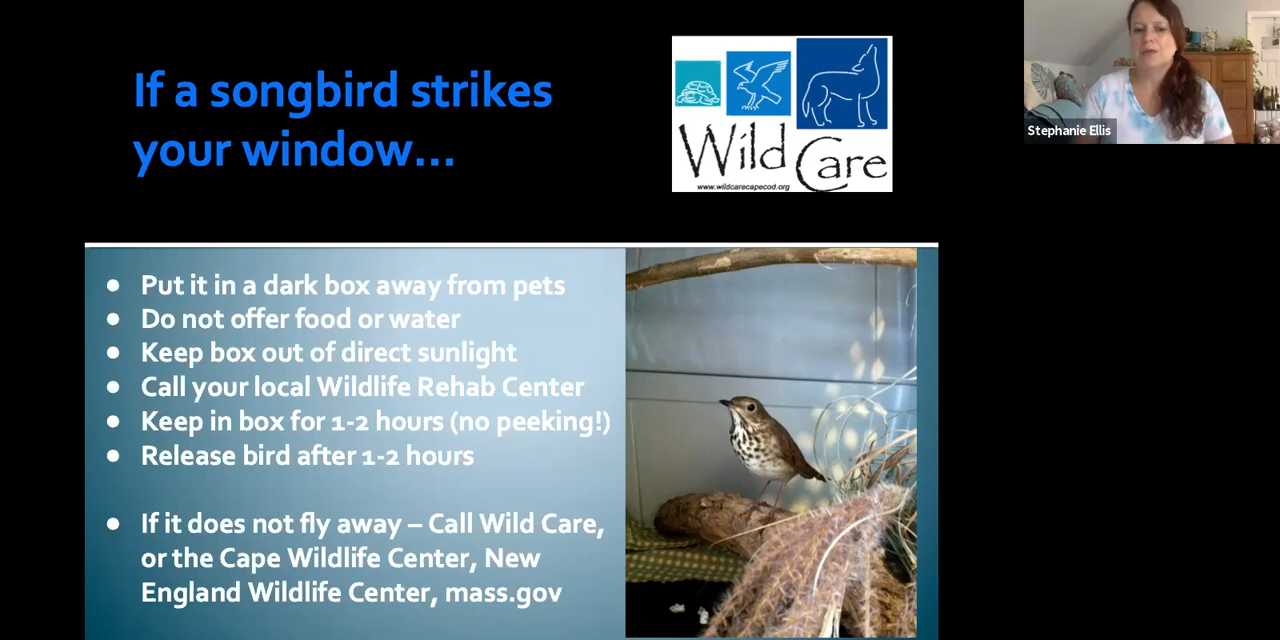 If a songbird strikes
your window...
Wild Care
www.wildcarecapecod.org
Stephanie Ellis
• Put it in a dark box away from pets
• Do not offer food or water
• Keep box out of direct sunlight
• Call your local Wildlife Rehab Center
• Keep in box for 1-2 hours (no peeking!)
• Release bird after 1-2 hours
• If it does not fly away – Call Wild Care,
or the Cape Wildlife Center, New
England Wildlife Center, mass.gov